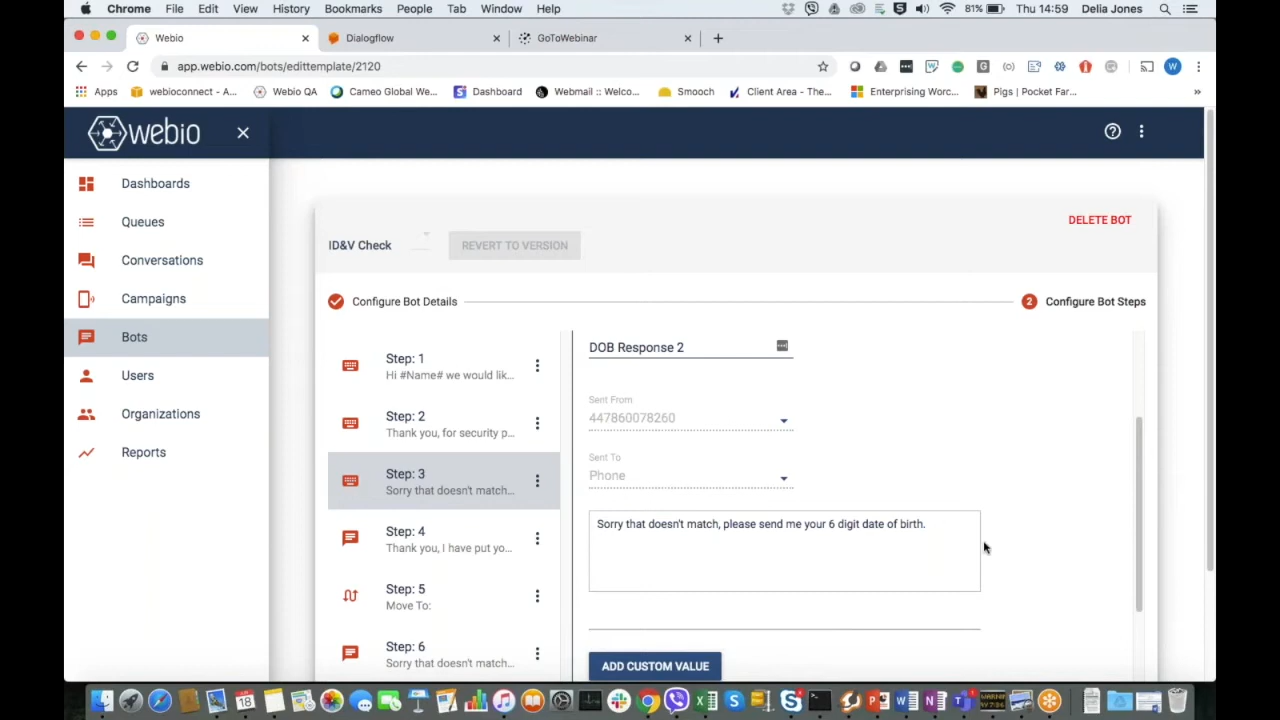 Chrome File Edit View History Bookmarks People Tab Window Help 81% Thu 14:59 Delia Jones
Webio Dialogflow GoToWebinar
app.webio.com/bots/edittemplate/2120
Apps webioconnect - A... Webio QA Cameo Global We... Dashboard Webmail :: Welco... Smooch Client Area - The... Enterprising Worc... Pigs | Pocket Far... »
webio
Dashboards
Queues
Conversations
Campaigns
Bots
Users
Organizations
Reports
DELETE BOT
ID&V Check REVERT TO VERSION
Configure Bot Details 2 Configure Bot Steps
Step: 1
Hi #Name# we would lik...
Step: 2
Thank you, for security p...
Step: 3
Sorry that doesn't match...
Step: 4
Thank you, I have put yo...
Step: 5
Move To:
Step: 6
Sorry that doesn't match...
DOB Response 2
Sent From
447860078260
Sent To
Phone
Sorry that doesn't match, please send me your 6 digit date of birth.
ADD CUSTOM VALUE